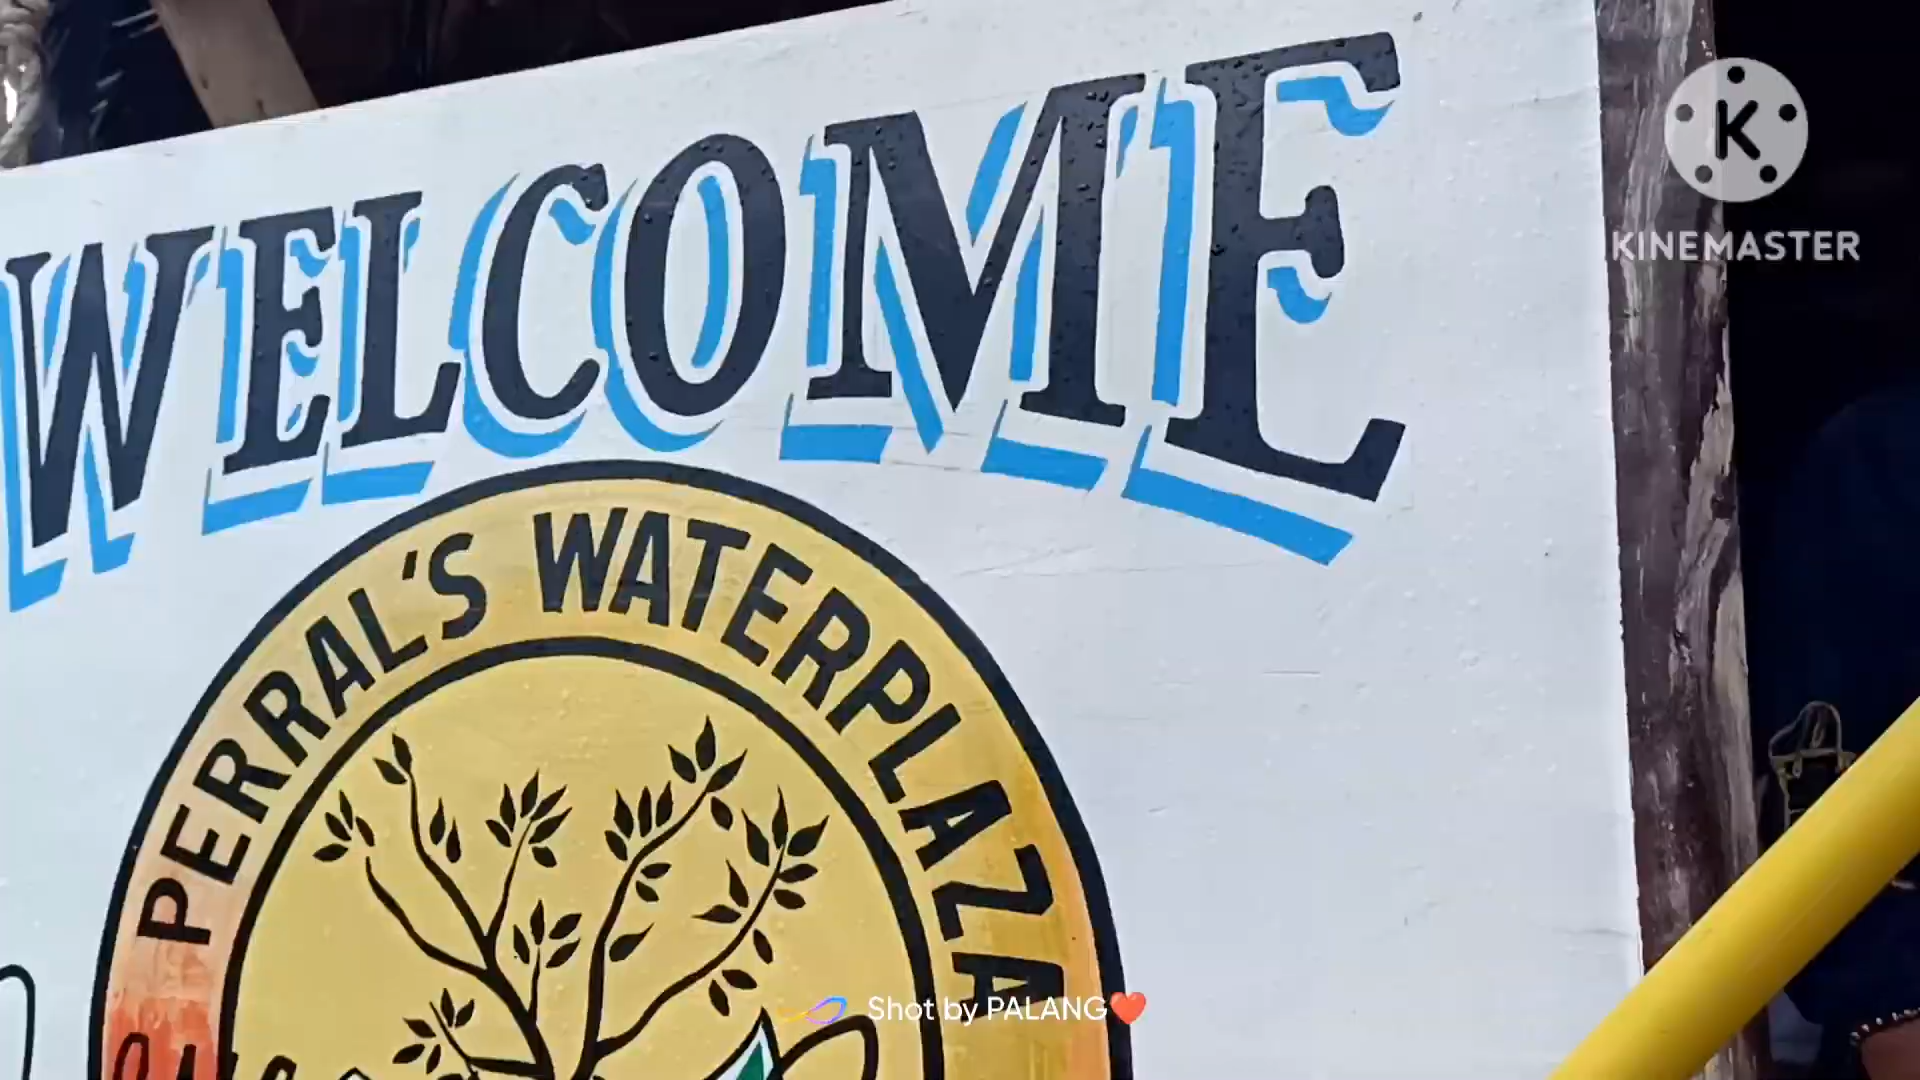 WELCOME
K
KINEMASTER
PERRAL'S WATERPLAZA
Shot by PALANG❤️